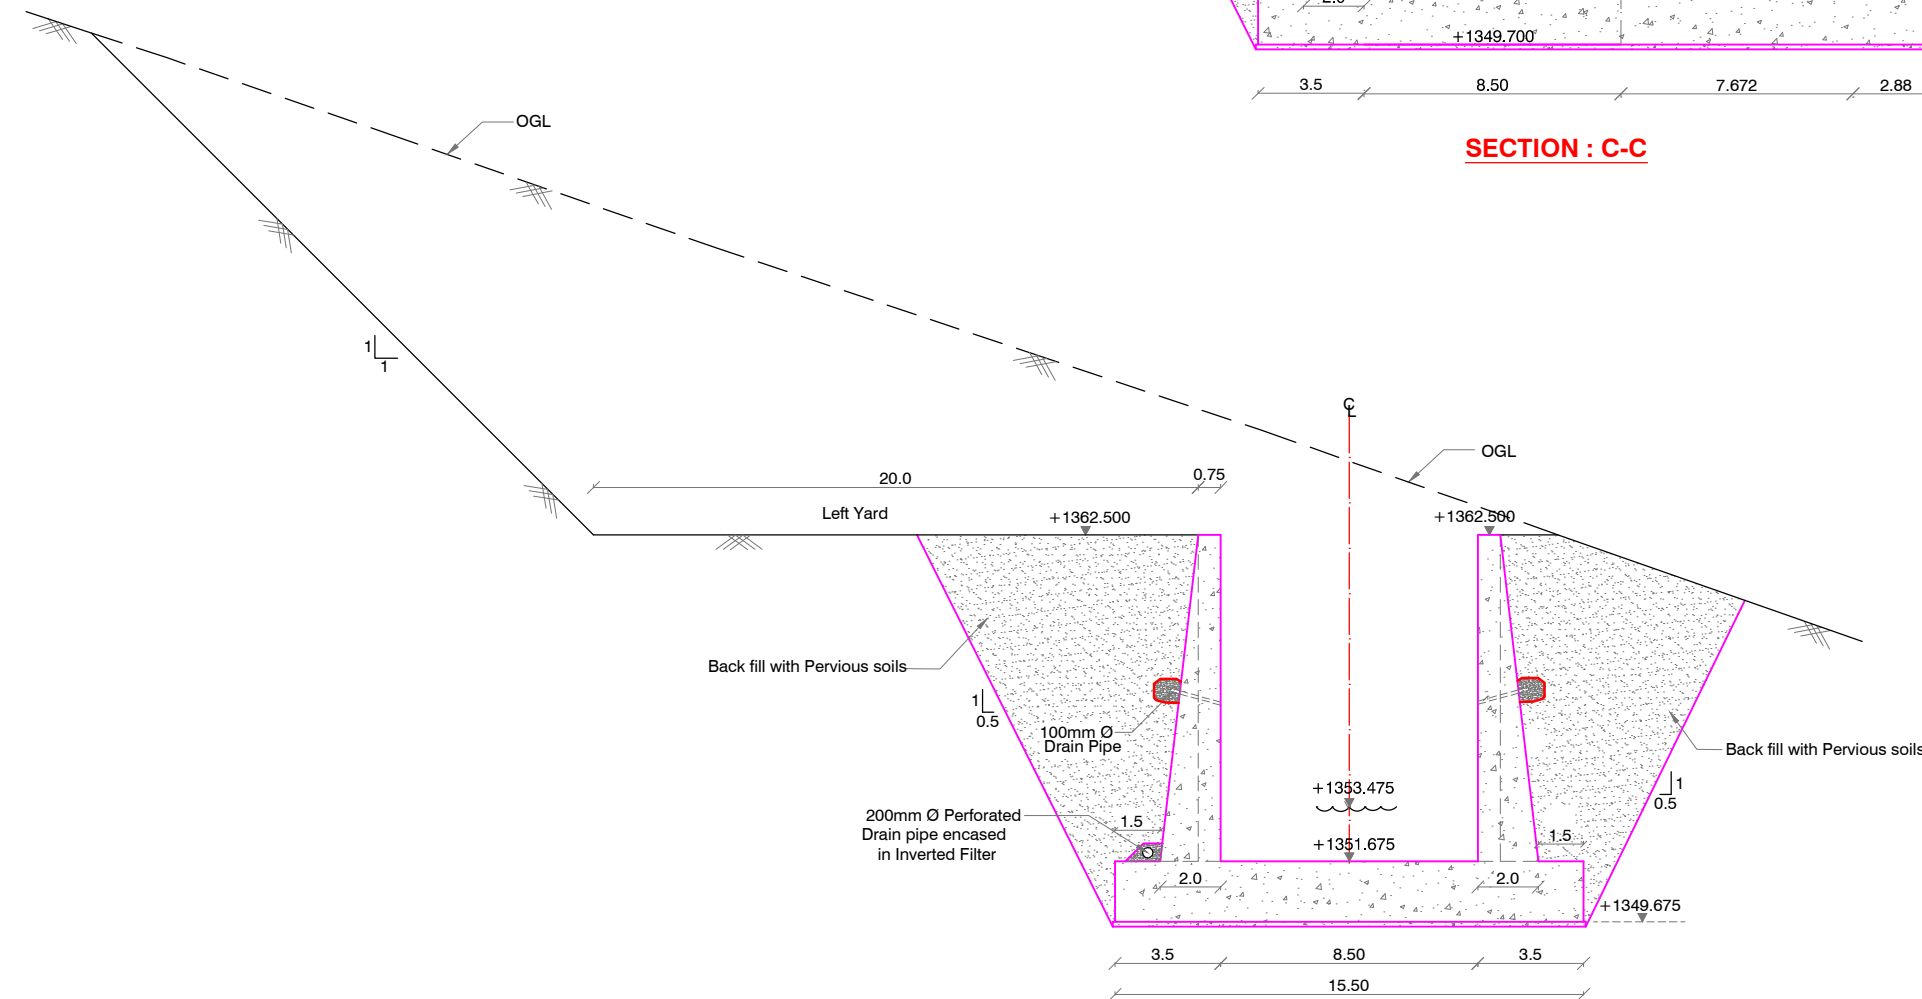 2.0
+1349.700
3.5
8.50
7.672
2.88
SECTION : C-C
OGL
1
1
CL
OGL
20.0
0.75
Left Yard
+1362.500
+1362.500
Back fill with Pervious soils
1
0.5
100mm Ø
Drain Pipe
Back fill with Pervious soils
1
0.5
+1353.475
200mm Ø Perforated
Drain pipe encased
in Inverted Filter
1.5
+1351.675
1.5
2.0
2.0
+1349.675
3.5
8.50
3.5
15.50